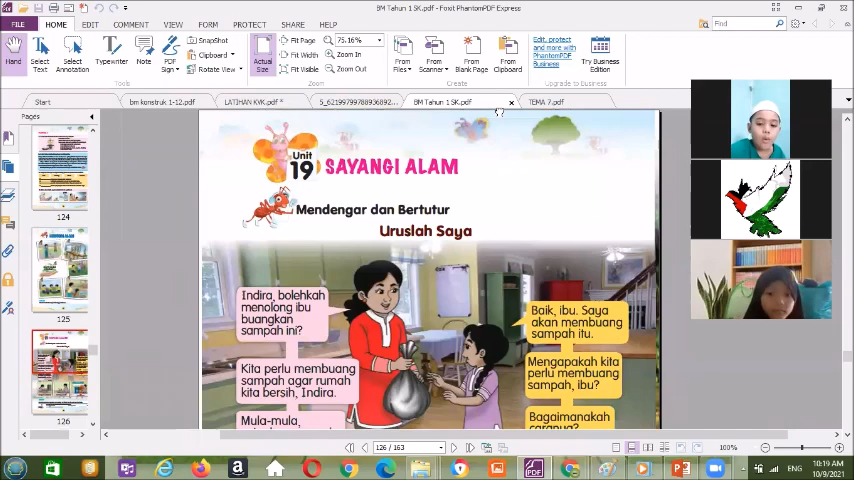 BM Tahun 1 SK.pdf - Foxit PhantomPDF Express
FILE HOME EDIT COMMENT VIEW FORM PROTECT SHARE HELP
Find
Hand
Select Text
Select Annotation
SnapShot
Clipboard
Rotate View
Typewriter
Note
PDF Sign
Actual Size
Fit Page
Fit Width
Fit Visible
75.16%
Zoom In
Zoom Out
From Files
From Scanner
From Blank Page
From Clipboard
Edit, protect
and more with
PhantomPDF
Business
Try Business Edition
Tools
Zoom
Create
Upgrade to Business
Start
bm konstruk 1-12.pdf
LATIHAN KVK.pdf *
5_62199799788936892...
BM Tahun 1 SK.pdf
TEMA 7.pdf
Pages
124
125
126
Unit
19
SAYANGI ALAM
Mendengar dan Bertutur
Uruslah Saya
Indira, bolehkah
menolong ibu
buangkan
sampah ini?
Baik, ibu. Saya
akan membuang
sampah itu.
Kita perlu membuang
sampah agar rumah
kita bersih, Indira.
Mengapakah kita
perlu membuang
sampah, ibu?
Mula-mula,
Bagaimanakah
caranya?
126 / 163
100%
ENG
10:19 AM
10/9/2021